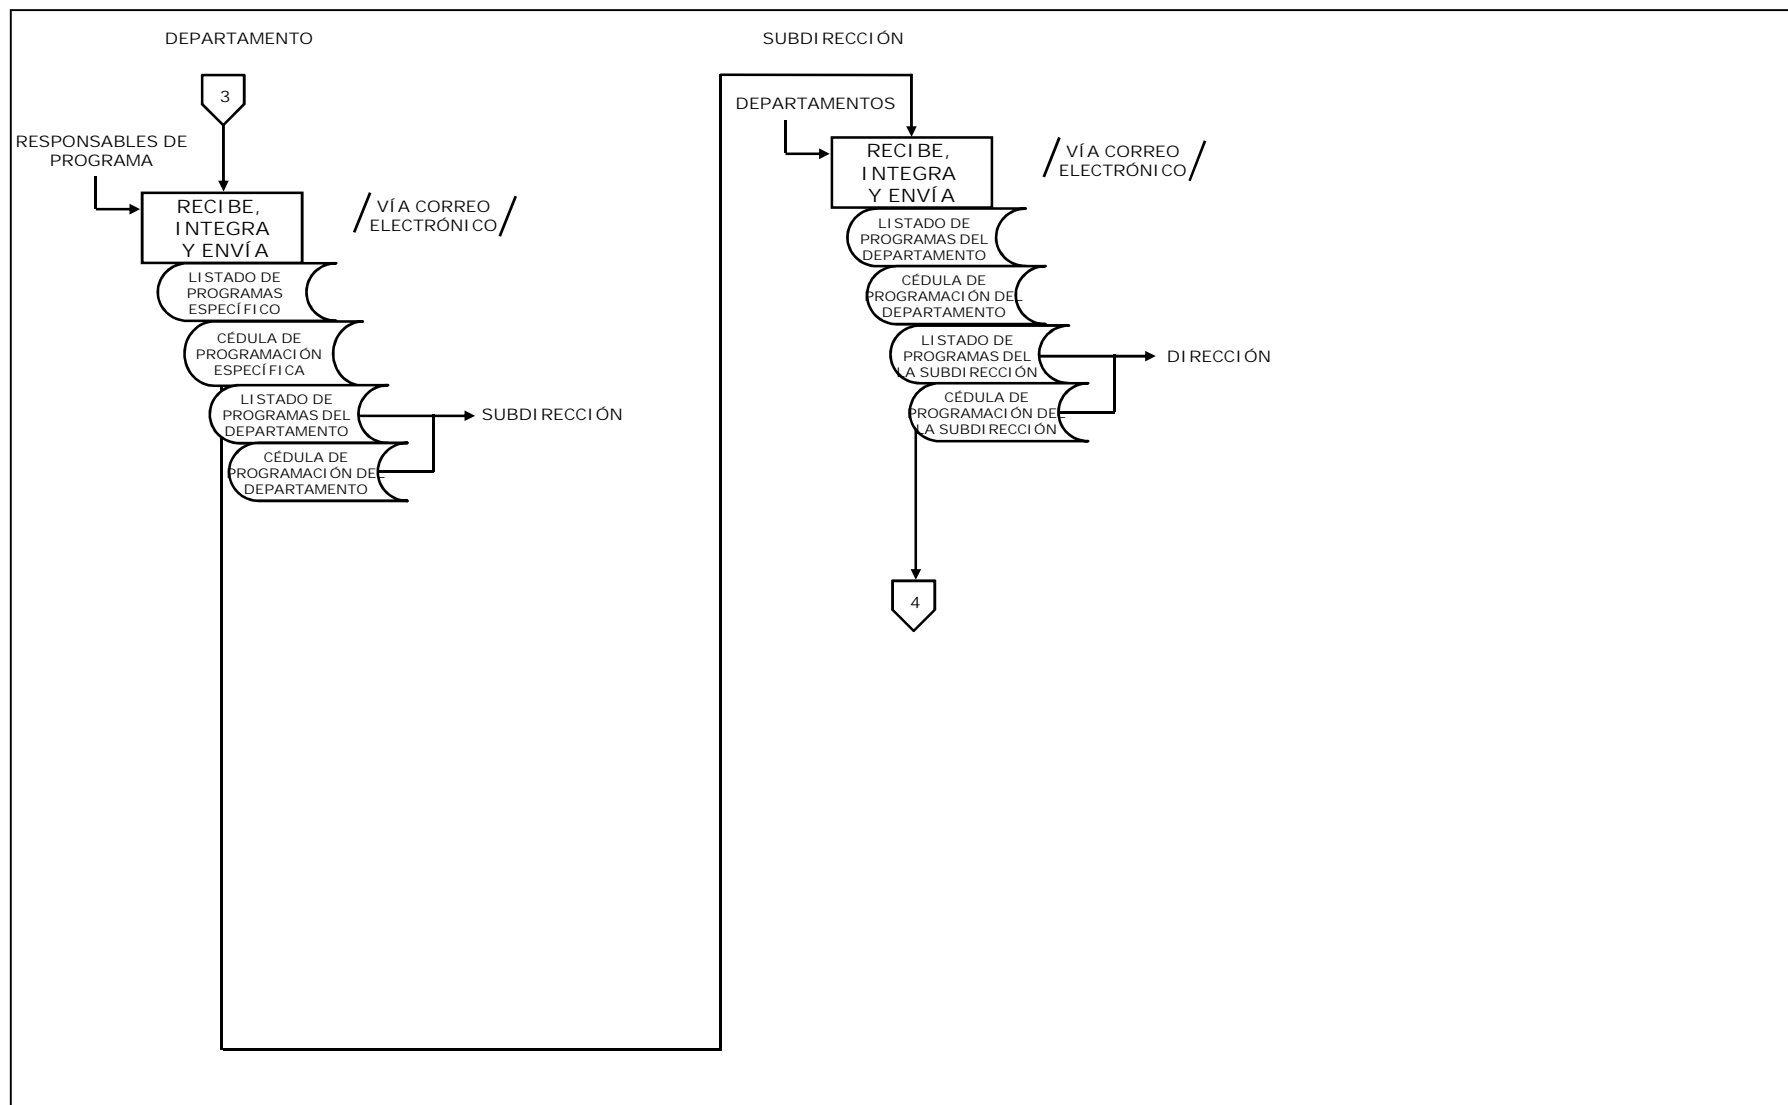 DEPARTAMENTO
3
RESPONSABLES DE
PROGRAMA
RECIBE,
INTEGRA
Y ENVÍA
VÍA CORREO
ELECTRÓNICO
LISTADO DE
PROGRAMAS
ESPECÍFICO
CÉDULA DE
PROGRAMACIÓN
ESPECÍFICA
LISTADO DE
PROGRAMAS DEL
DEPARTAMENTO
SUBDIRECCIÓN
CÉDULA DE
PROGRAMACIÓN DEL
DEPARTAMENTO
SUBDIRECCIÓN
DEPARTAMENTOS
RECIBE,
INTEGRA
Y ENVÍA
VÍA CORREO
ELECTRÓNICO
LISTADO DE
PROGRAMAS DEL
DEPARTAMENTO
CÉDULA DE
PROGRAMACIÓN DEL
DEPARTAMENTO
LISTADO DE
PROGRAMAS DEL
LA SUBDIRECCIÓN
DIRECCIÓN
CÉDULA DE
PROGRAMACIÓN DEL
LA SUBDIRECCIÓN
4